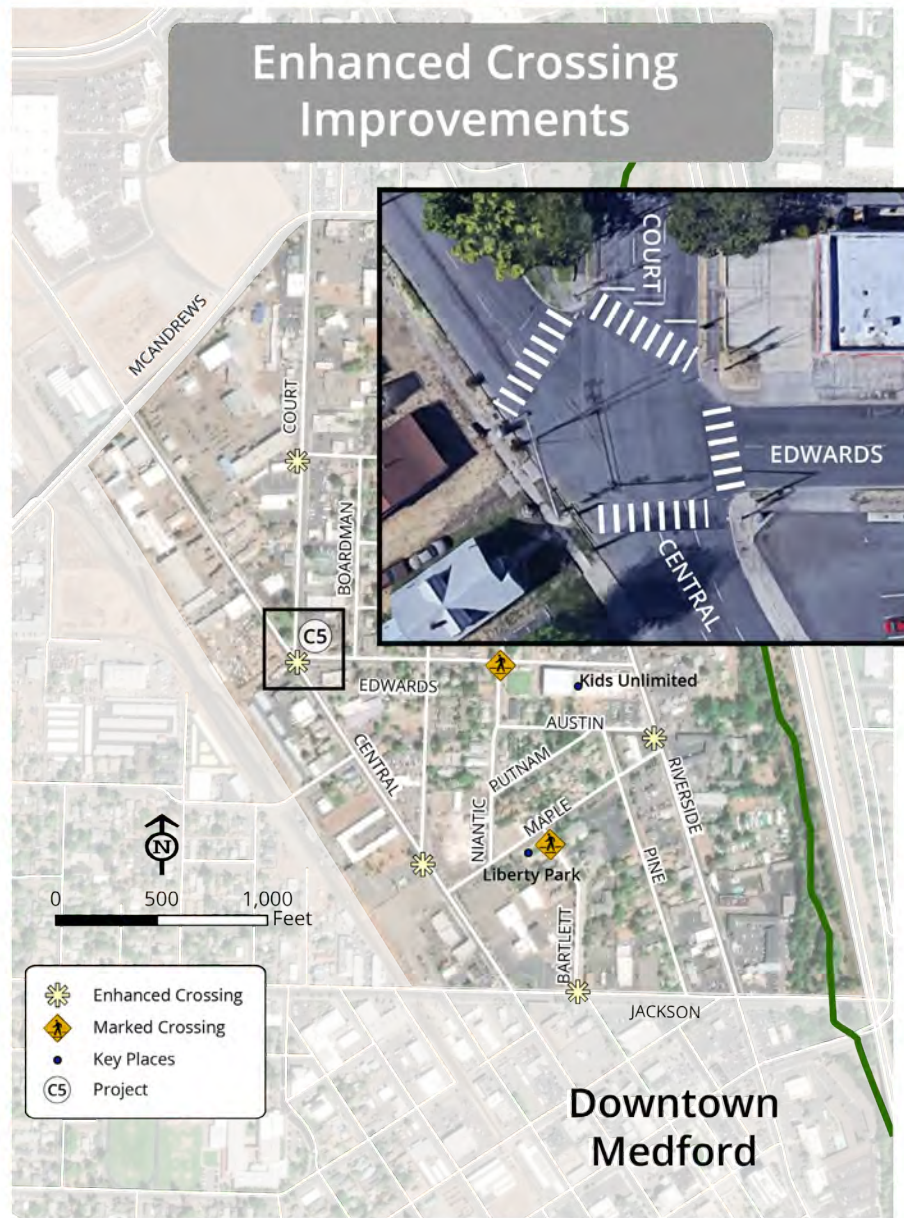 Enhanced Crossing
Improvements
COURT
MCANDREWS
COURT
EDWARDS
BOARDMAN
CENTRAL
C5
Kids Unlimited
EDWARDS
AUSTIN
CENTRAL
PUTNAM
RIVERSIDE
NIANTIC
MAPLE
PINE
N
Liberty Park
0 500 1,000
Feet
BARTLETT
Enhanced Crossing
JACKSON
Marked Crossing
Key Places
C5 Project
Downtown
Medford